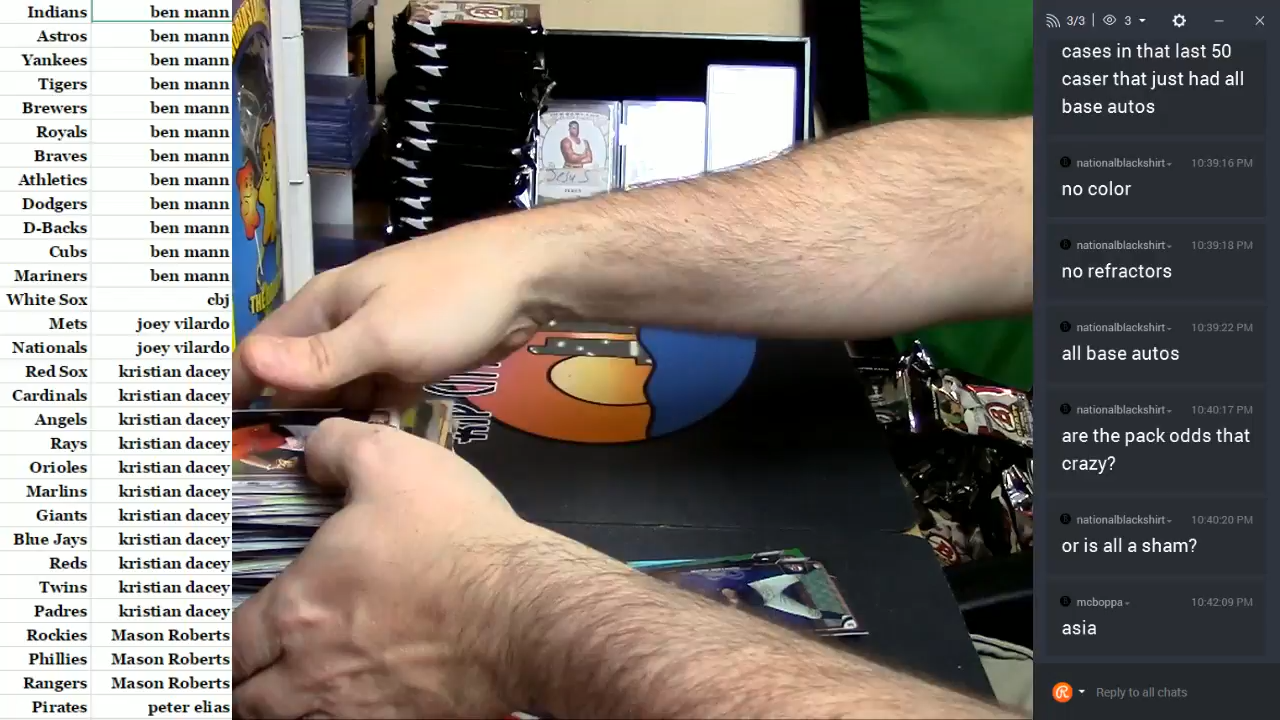 Indians ben mann
Astros ben mann
Yankees ben mann
Tigers ben mann
Brewers ben mann
Royals ben mann
Braves ben mann
Athletics ben mann
Dodgers ben mann
D-Backs ben mann
Cubs ben mann
Mariners ben mann
White Sox cbj
Mets joey vilardo
Nationals joey vilardo
Red Sox kristian dacey
Cardinals kristian dacey
Angels kristian dacey
Rays kristian dacey
Orioles kristian dacey
Marlins kristian dacey
Giants kristian dacey
Blue Jays kristian dacey
Reds kristian dacey
Twins kristian dacey
Padres kristian dacey
Rockies Mason Roberts
Phillies Mason Roberts
Rangers Mason Roberts
Pirates peter elias
3/3 3
cases in that last 50
caser that just had all
base autos
nationalblackshirt 10:39:16 PM
no color
nationalblackshirt 10:39:18 PM
no refractors
nationalblackshirt 10:39:22 PM
all base autos
nationalblackshirt 10:40:17 PM
are the pack odds that
crazy?
nationalblackshirt 10:40:20 PM
or is all a sham?
mcboppa 10:42:09 PM
asia
Reply to all chats